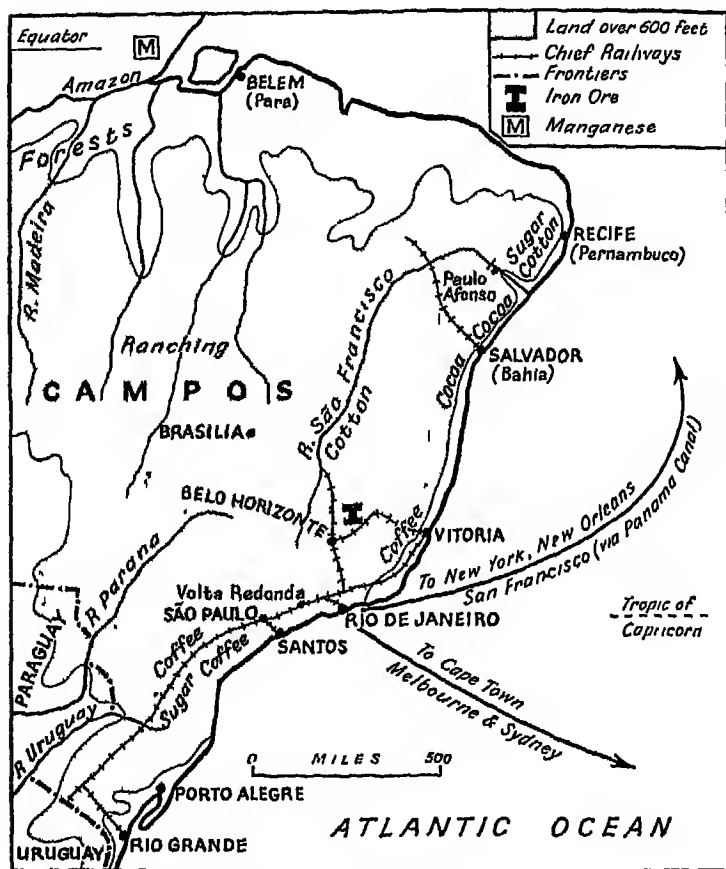 Equator
M
Amazon
BELEM
(Para)
Land over 600 Feet
Chief Railways
Frontiers
Iron Ore
M Manganese
Forests
R. Madeira
Sugar
Cotton
RECIFE
(Pernambuco)
Paulo
Afonso
Cocoa
Cocoa
SALVADOR
(Bahia)
R. São Francisco
Cotton
Ranching
CAMPOS
BRASILIA
BELO HORIZONTE
Coffee
VITORIA
To New York, New Orleans
San Francisco (via Panama Canal)
R Parana
Volta Redonda
SÃO PAULO
RÍO DE JANEIRO
Tropic of
Capricorn
SANTOS
Coffee
Sugar Coffee
PARAGUAY
To Cape Town
Melbourne & Sydney
R Uruguay
0 MILES 500
PORTO ALEGRE
RIO GRANDE
URUGUAY
ATLANTIC OCEAN